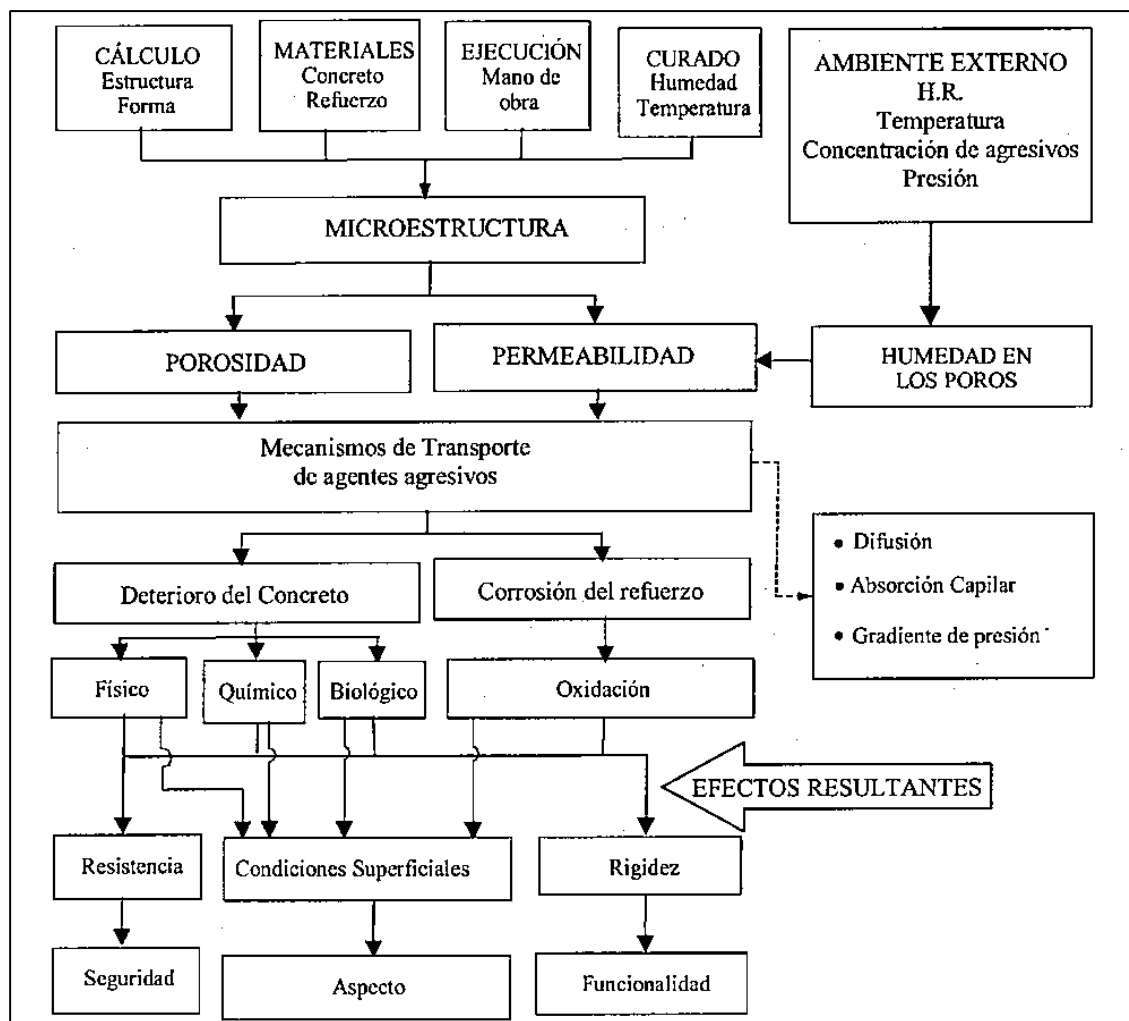 CÁLCULO
Estructura
Forma
MATERIALES
Concreto
Refuerzo
EJECUCIÓN
Mano de
obra
CURADO
Humedad
Temperatura
AMBIENTE EXTERNO
H.R.
Temperatura
Concentración de agresivos
Presión
MICROESTRUCTURA
POROSIDAD
PERMEABILIDAD
HUMEDAD EN
LOS POROS
Mecanismos de Transporte
de agentes agresivos
• Difusión
• Absorción Capilar
• Gradiente de presión
Deterioro del Concreto
Corrosión del refuerzo
Físico
Químico
Biológico
Oxidación
EFECTOS RESULTANTES
Resistencia
Condiciones Superficiales
Rigidez
Seguridad
Aspecto
Funcionalidad